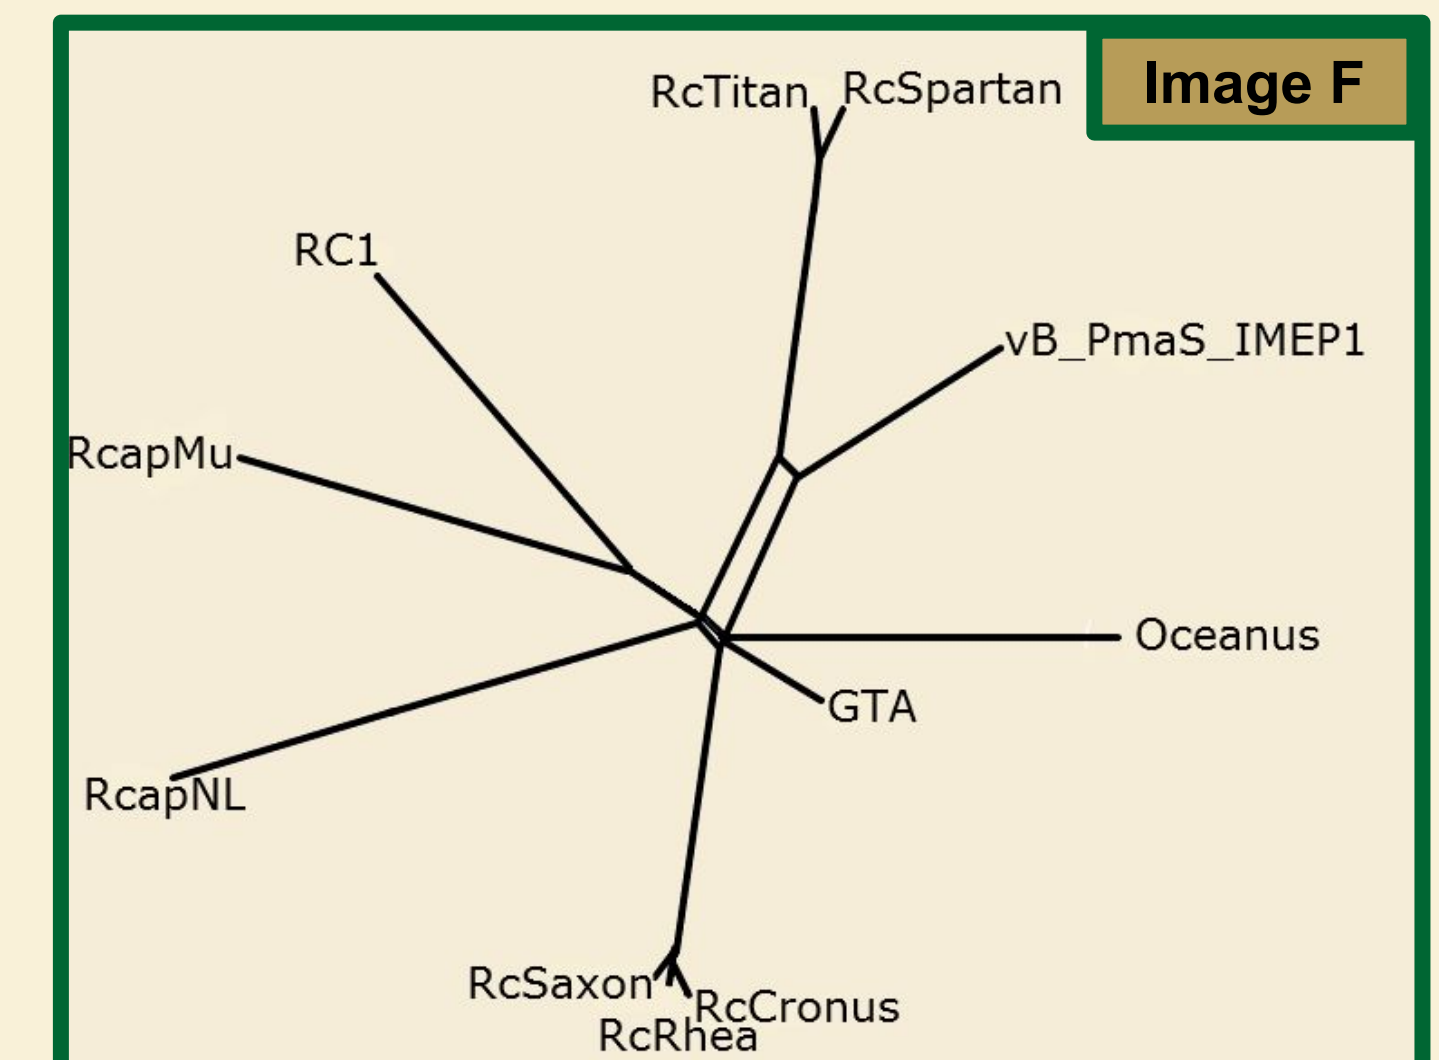 Image F
RcTitan
RcSpartan
RC1
vB_PmaS_IMEP1
RcapMu
Oceanus
GTA
RcapNL
RcSaxon
RcCronus
RcRhea